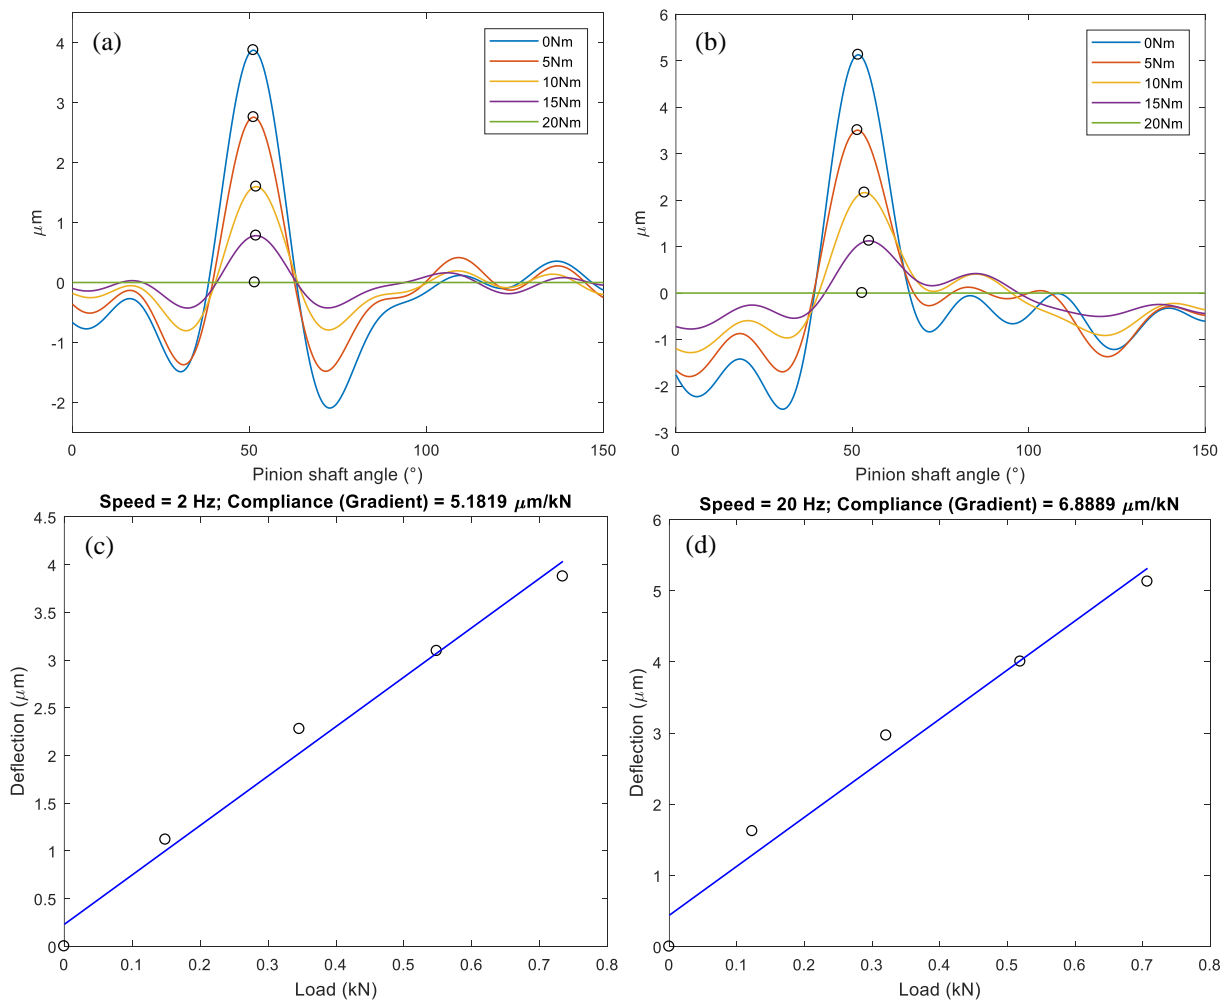 (a)
0Nm
5Nm
10Nm
15Nm
20Nm
4
3
2
1
0
-1
-2
μm
0
50
100
150
Pinion shaft angle (°)
(b)
0Nm
5Nm
10Nm
15Nm
20Nm
6
5
4
3
2
1
0
-1
-2
-3
μm
0
50
100
150
Pinion shaft angle (°)
Speed = 2 Hz; Compliance (Gradient) = 5.1819 μm/kN
(c)
4.5
4
3.5
3
2.5
2
1.5
1
0.5
0
Deflection (μm)
0
0.1
0.2
0.3
0.4
0.5
0.6
0.7
0.8
Load (kN)
Speed = 20 Hz; Compliance (Gradient) = 6.8889 μm/kN
(d)
6
5
4
3
2
1
0
Deflection (μm)
0
0.1
0.2
0.3
0.4
0.5
0.6
0.7
0.8
Load (kN)